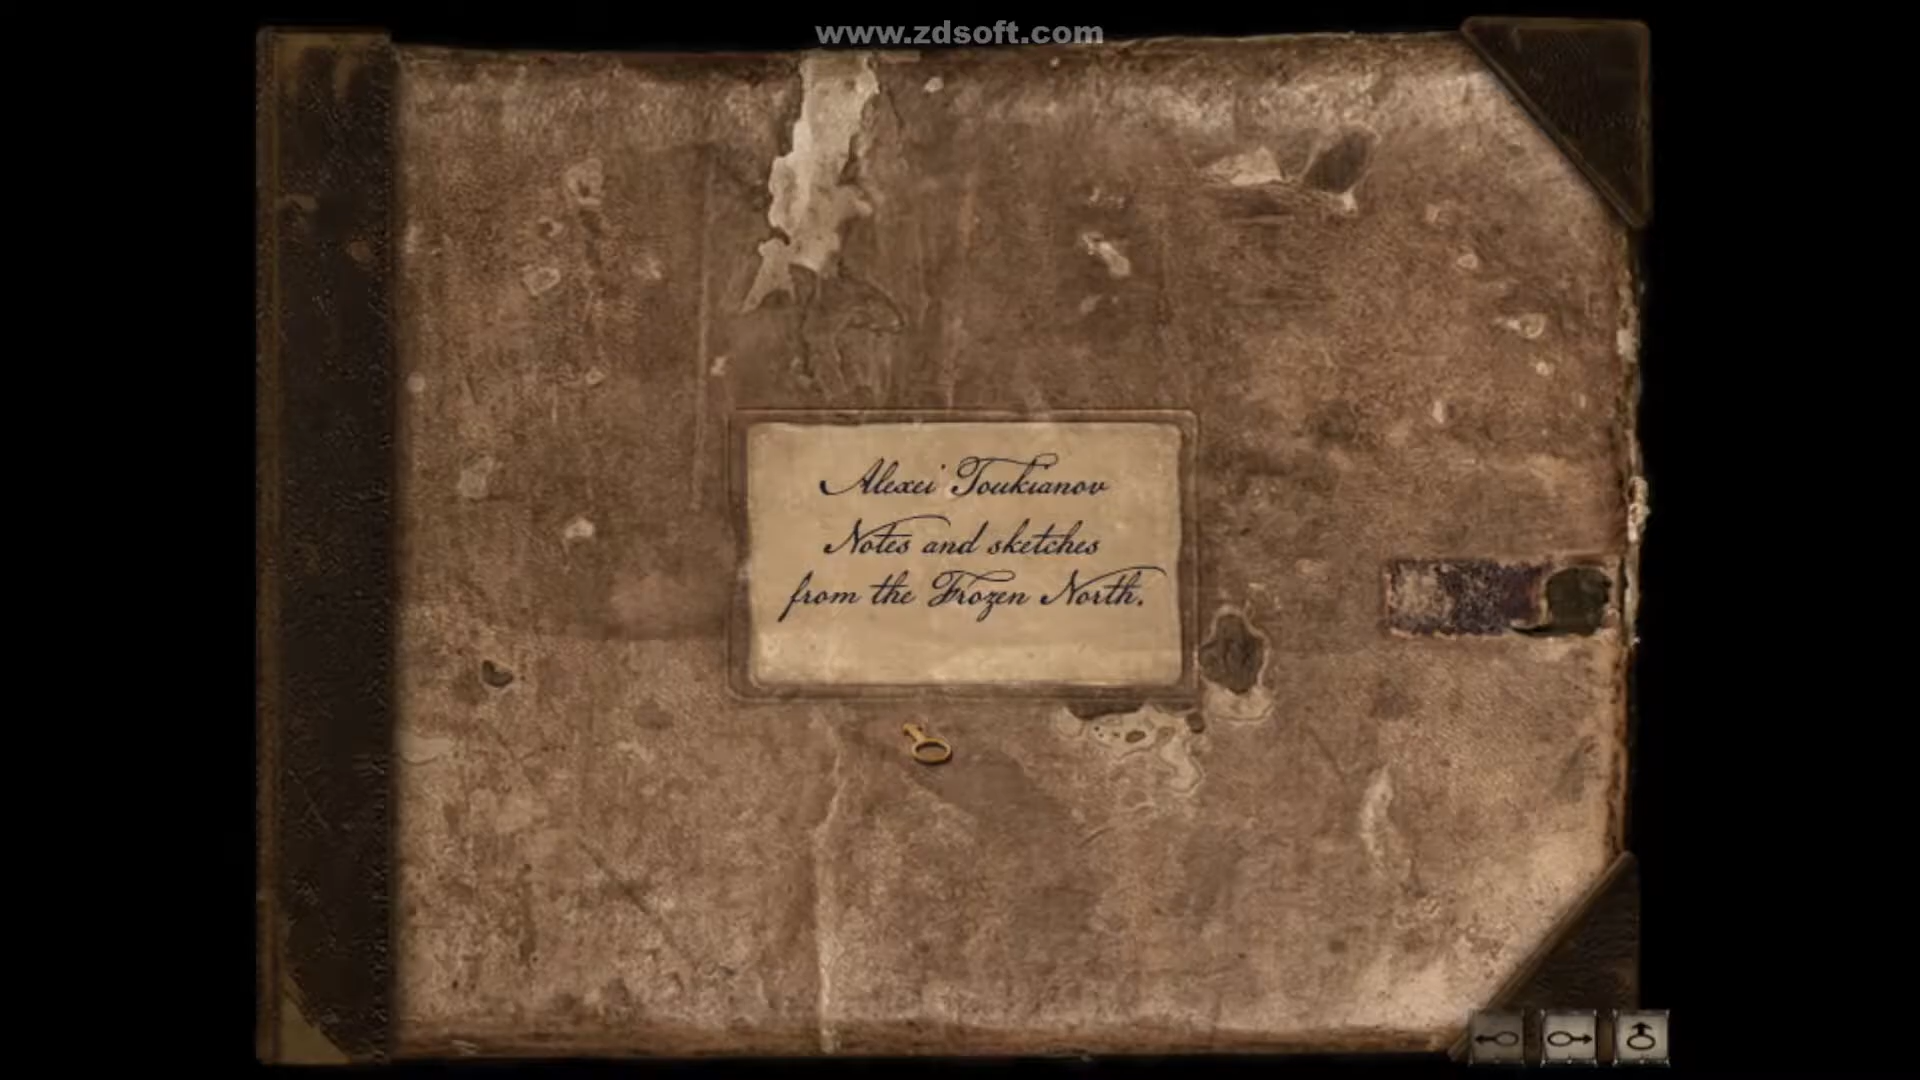 www.zdsoft.com
Alexei Toukianov
Notes and sketches
from the Frozen North.